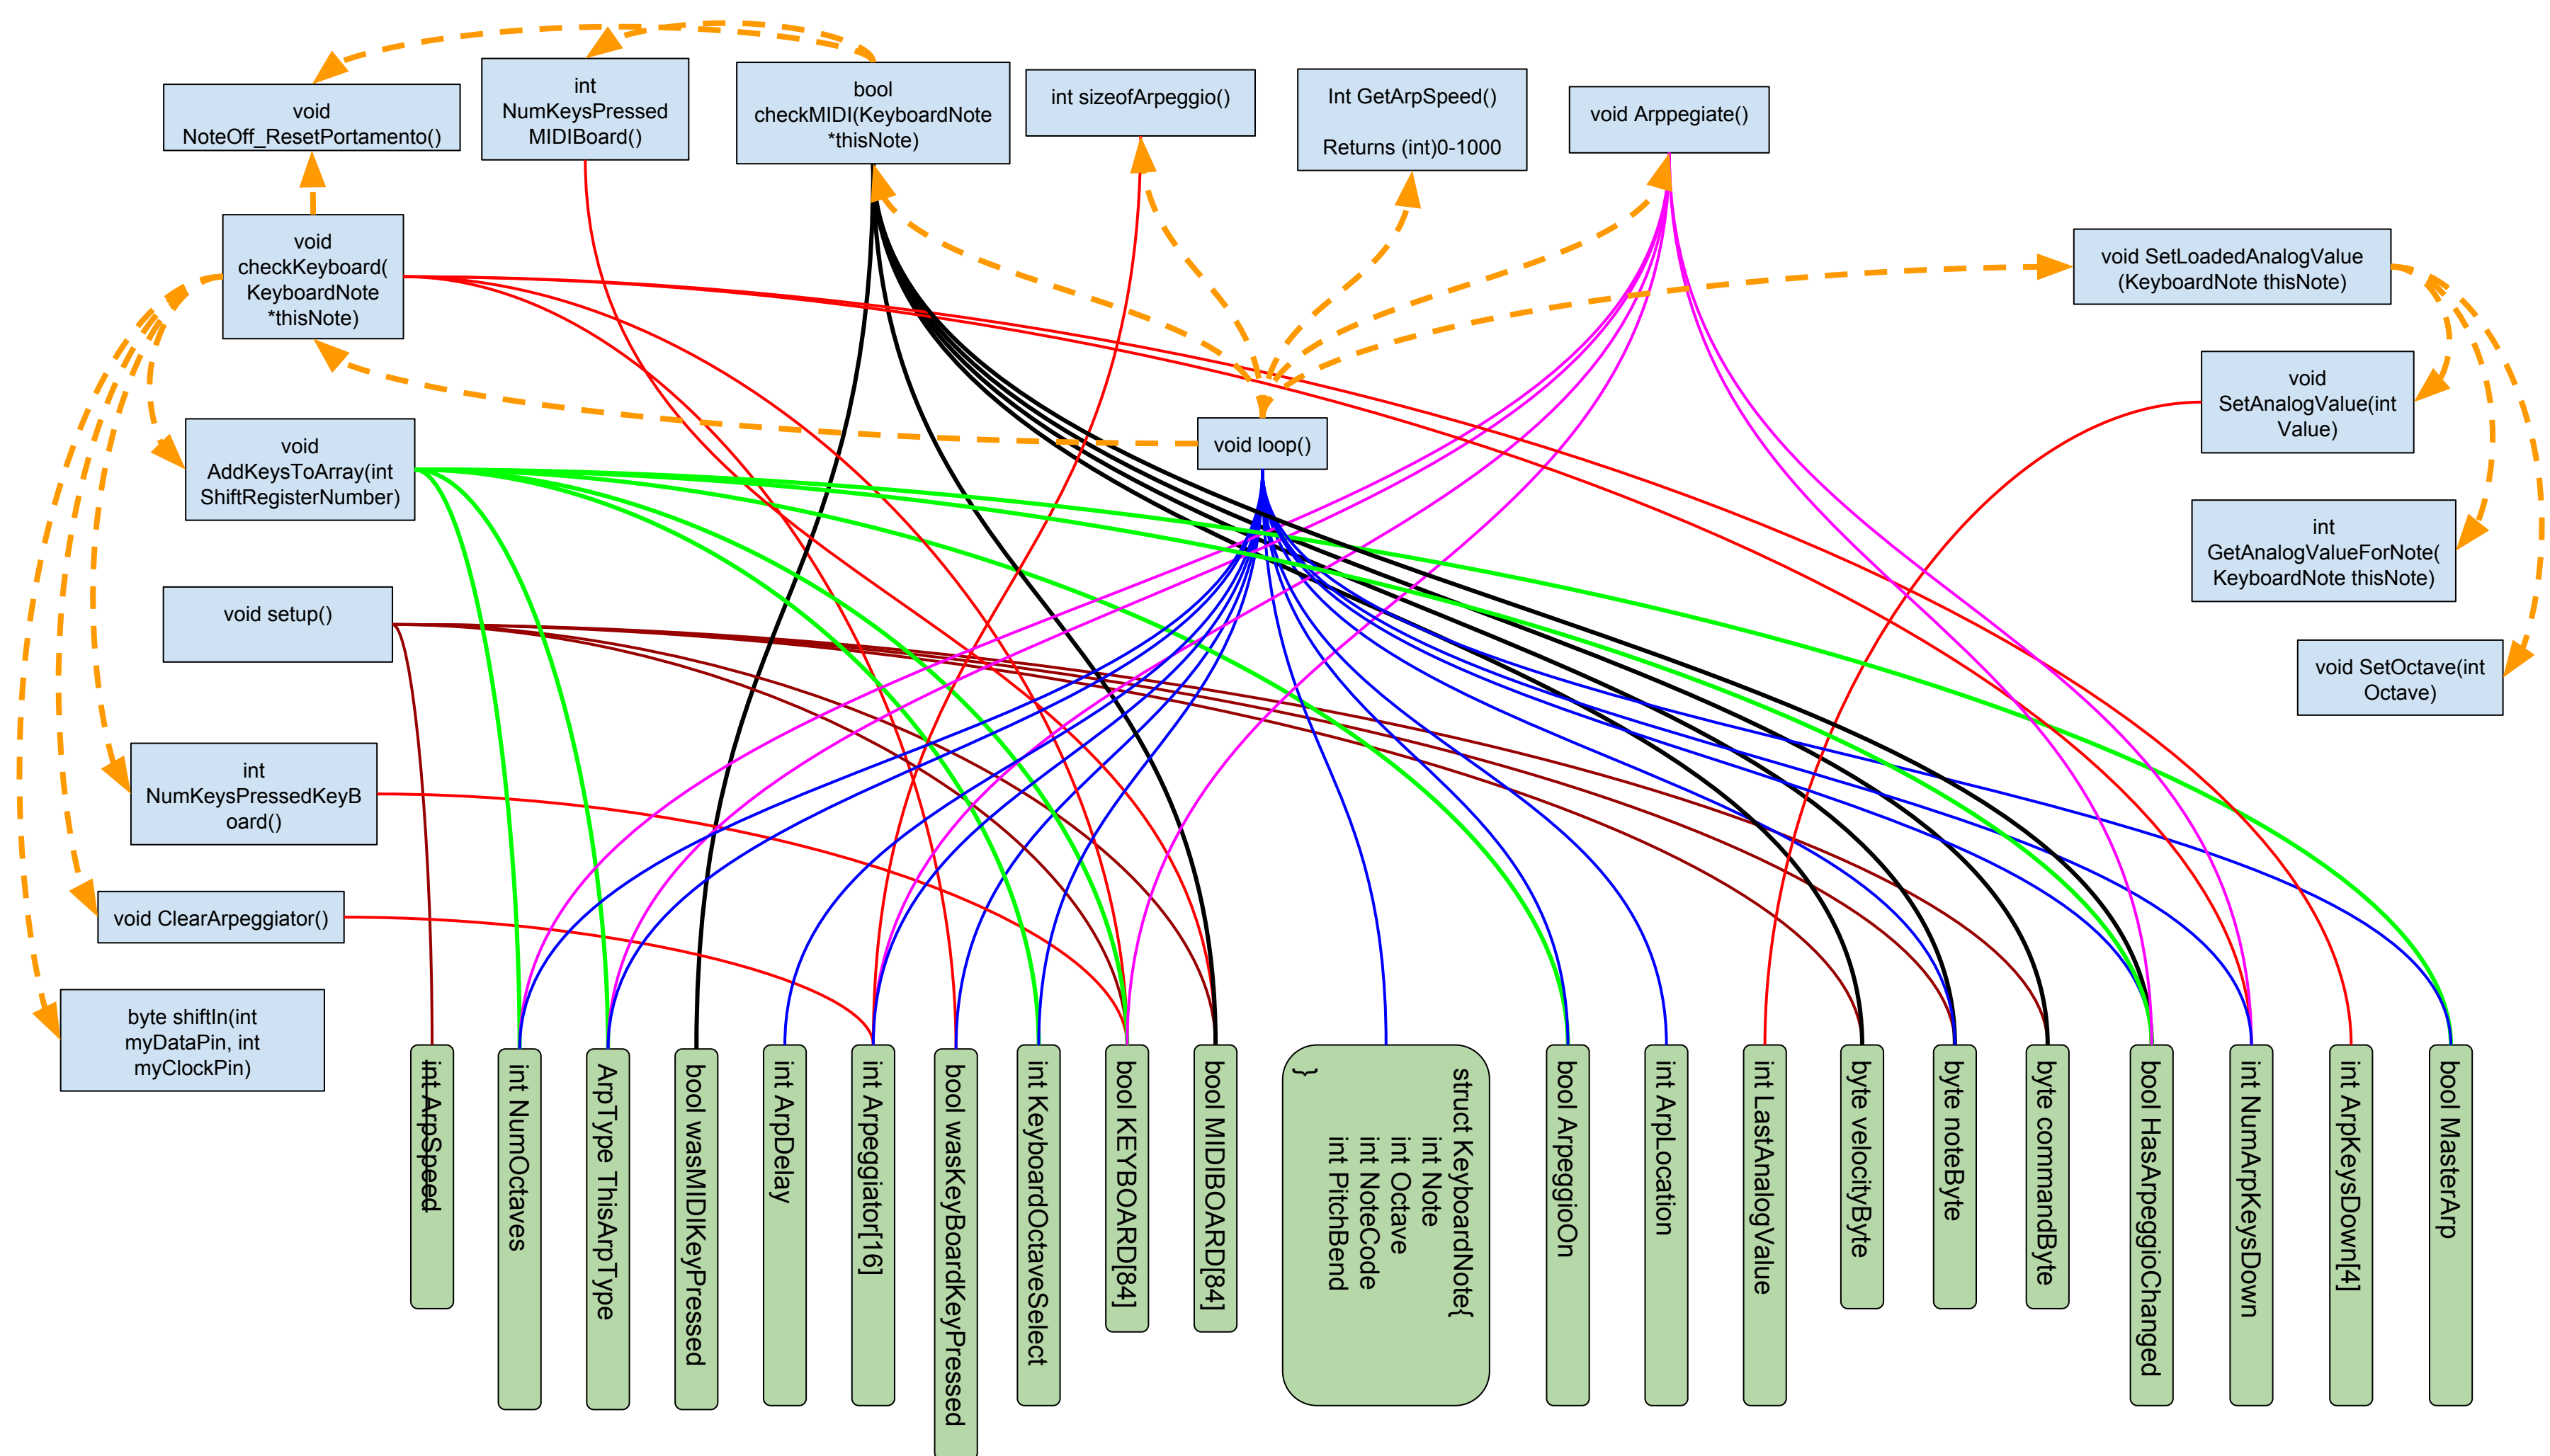 void
NoteOff_ResetPortamento()
int
NumKeysPressed
MIDIBoard()
bool
checkMIDI(KeyboardNote
*thisNote)
int sizeofArpeggio()
Int GetArpSpeed()
Returns (int)0-1000
void Arppegiate()
void
checkKeyboard(
KeyboardNote
*thisNote)
void SetLoadedAnalogValue
(KeyboardNote thisNote)
void
SetAnalogValue(int
Value)
void
AddKeysToArray(int
ShiftRegisterNumber)
void loop()
int
GetAnalogValueForNote(
KeyboardNote thisNote)
void setup()
void SetOctave(int
Octave)
int
NumKeysPressedKeyB
oard()
void ClearArpeggiator()
byte shiftIn(int
myDataPin, int
myClockPin)
int ArpSpeed
int NumOctaves
ArpType ThisArpType
bool wasMIDIKeyPressed
int ArpDelay
int Arpeggiator[16]
bool wasKeyBoardKeyPressed
int KeyboardOctaveSelect
bool KEYBOARD[84]
bool MIDIBOARD[84]
struct KeyboardNote{
int Note
int Octave
int NoteCode
int PitchBend
}
bool ArpeggioOn
int ArpLocation
int LastAnalogValue
byte velocityByte
byte noteByte
byte commandByte
bool HasArpeggioChanged
int NumArpKeysDown
int ArpKeysDown[4]
bool MasterArp